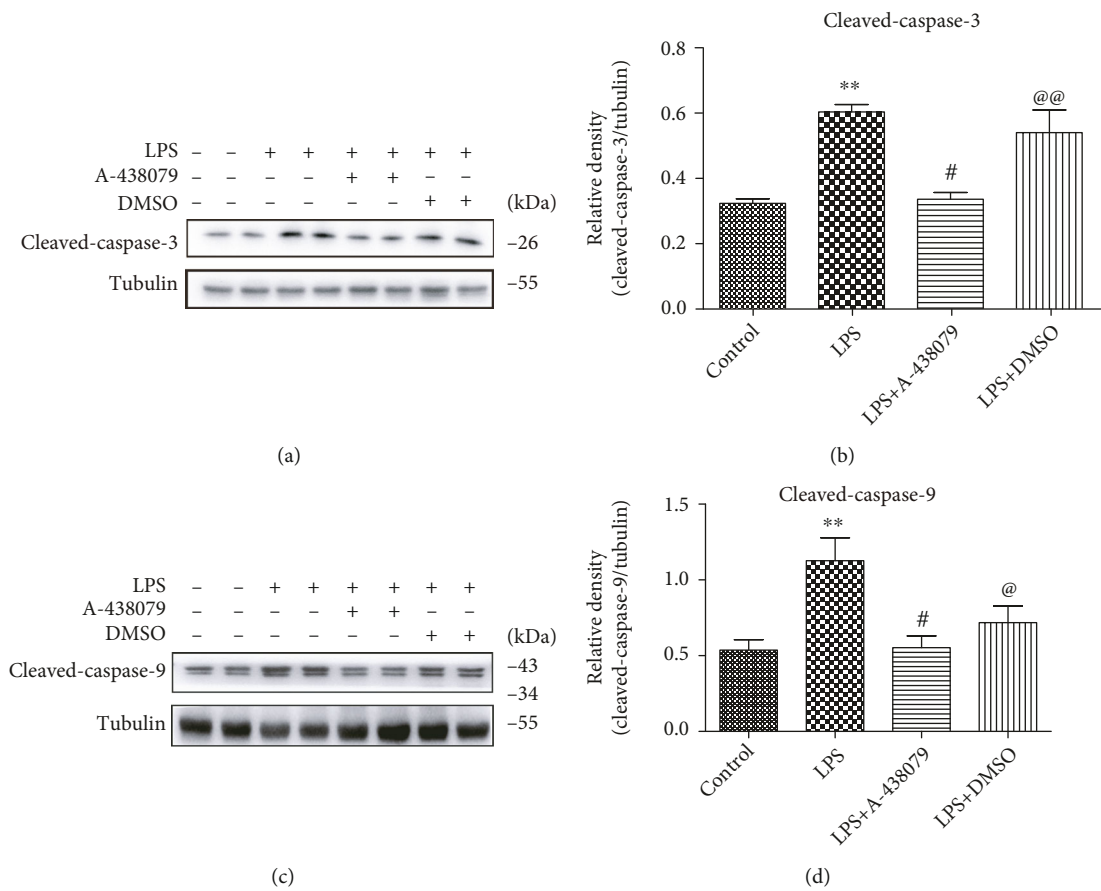 LPS – – + + + + + +
A-438079 – – – – + + – –
DMSO – – – – – – + +
(kDa)
Cleaved-caspase-3
–26
Tubulin
–55
(a)
Cleaved-caspase-3
Relative density
(cleaved-caspase-3/tubulin)
0.8
0.6
0.4
0.2
0.0
**
#
@@
Control
LPS
LPS+A-438079
LPS+DMSO
(b)
LPS – – + + + + + +
A-438079 – – – – + + – –
DMSO – – – – – – + +
(kDa)
Cleaved-caspase-9
–43
–34
Tubulin
–55
(c)
Cleaved-caspase-9
Relative density
(cleaved-caspase-9/tubulin)
1.5
1.0
0.5
0.0
**
#
@
Control
LPS
LPS+A-438079
LPS+DMSO
(d)